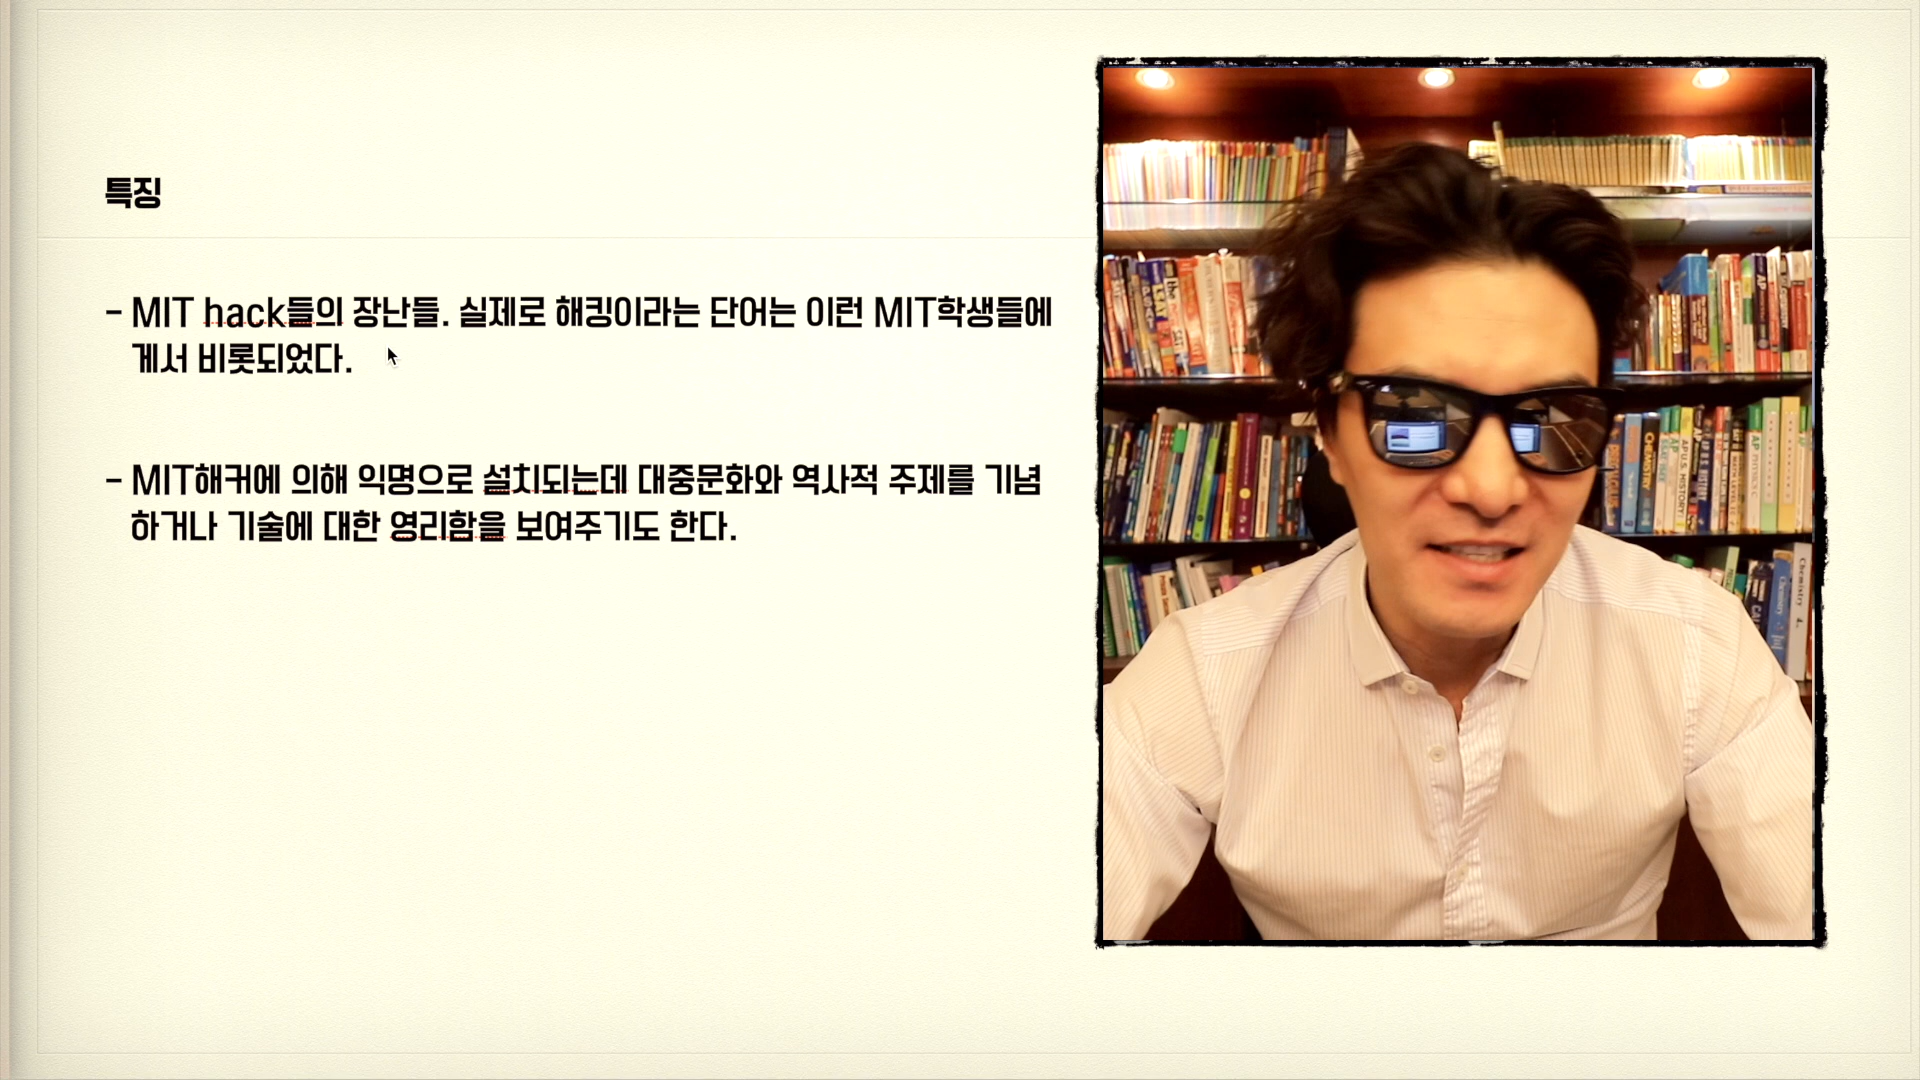 특징
- MIT hack들의 장난들. 실제로 해킹이라는 단어는 이런 MIT학생들에
게서 비롯되었다.
- MIT해커에 의해 익명으로 설치되는데 대중문화와 역사적 주제를 기념
하거나 기술에 대한 영리함을 보여주기도 한다.
CHEMISTRY
AP U.S. HISTORY
Chemistry